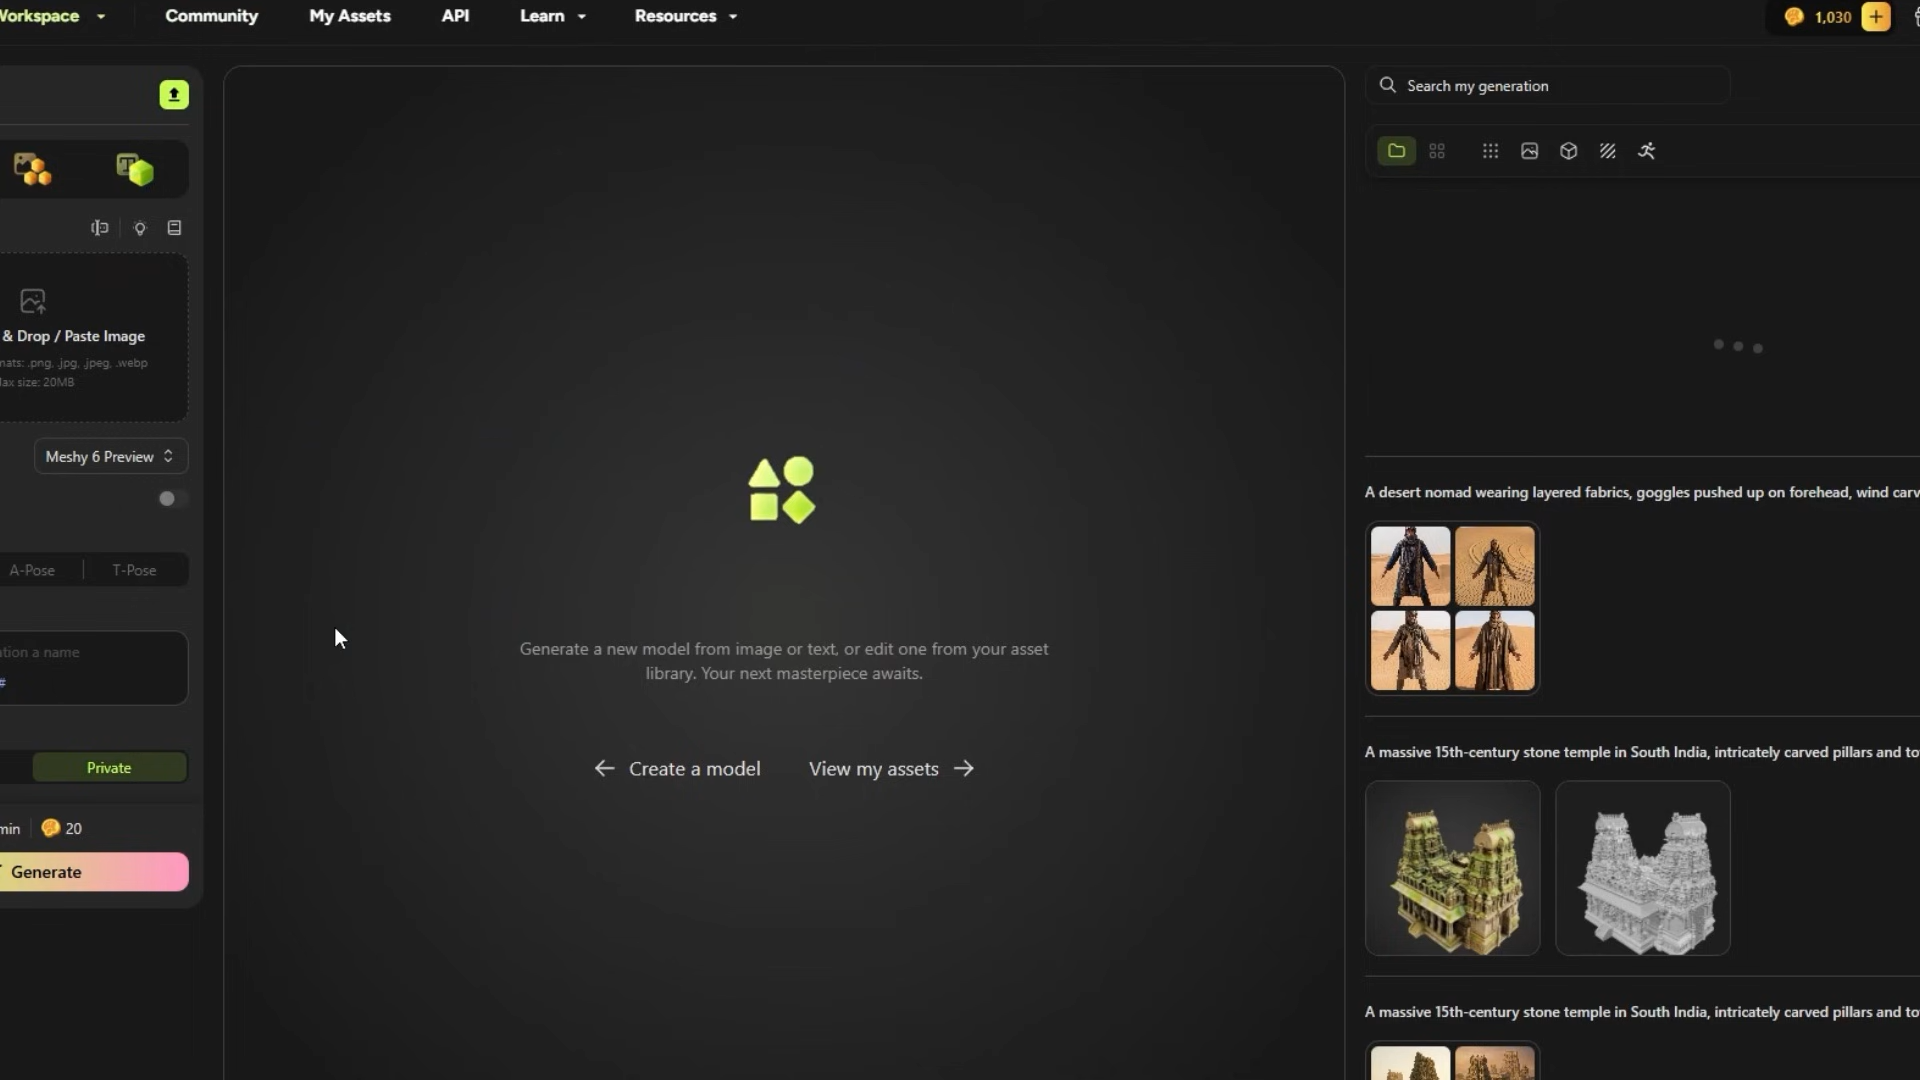 Workspace
Community
My Assets
API
Learn
Resources
1,030
Search my generation
& Drop / Paste Image
mats: .png, .jpg, .jpeg, .webp
Max size: 20MB
Meshy 6 Preview
A-Pose
T-Pose
ation a name
#
Private
min
20
Generate
Generate a new model from image or text, or edit one from your asset
library. Your next masterpiece awaits.
Create a model
View my assets
A desert nomad wearing layered fabrics, goggles pushed up on forehead, wind carv
A massive 15th-century stone temple in South India, intricately carved pillars and to
A massive 15th-century stone temple in South India, intricately carved pillars and to